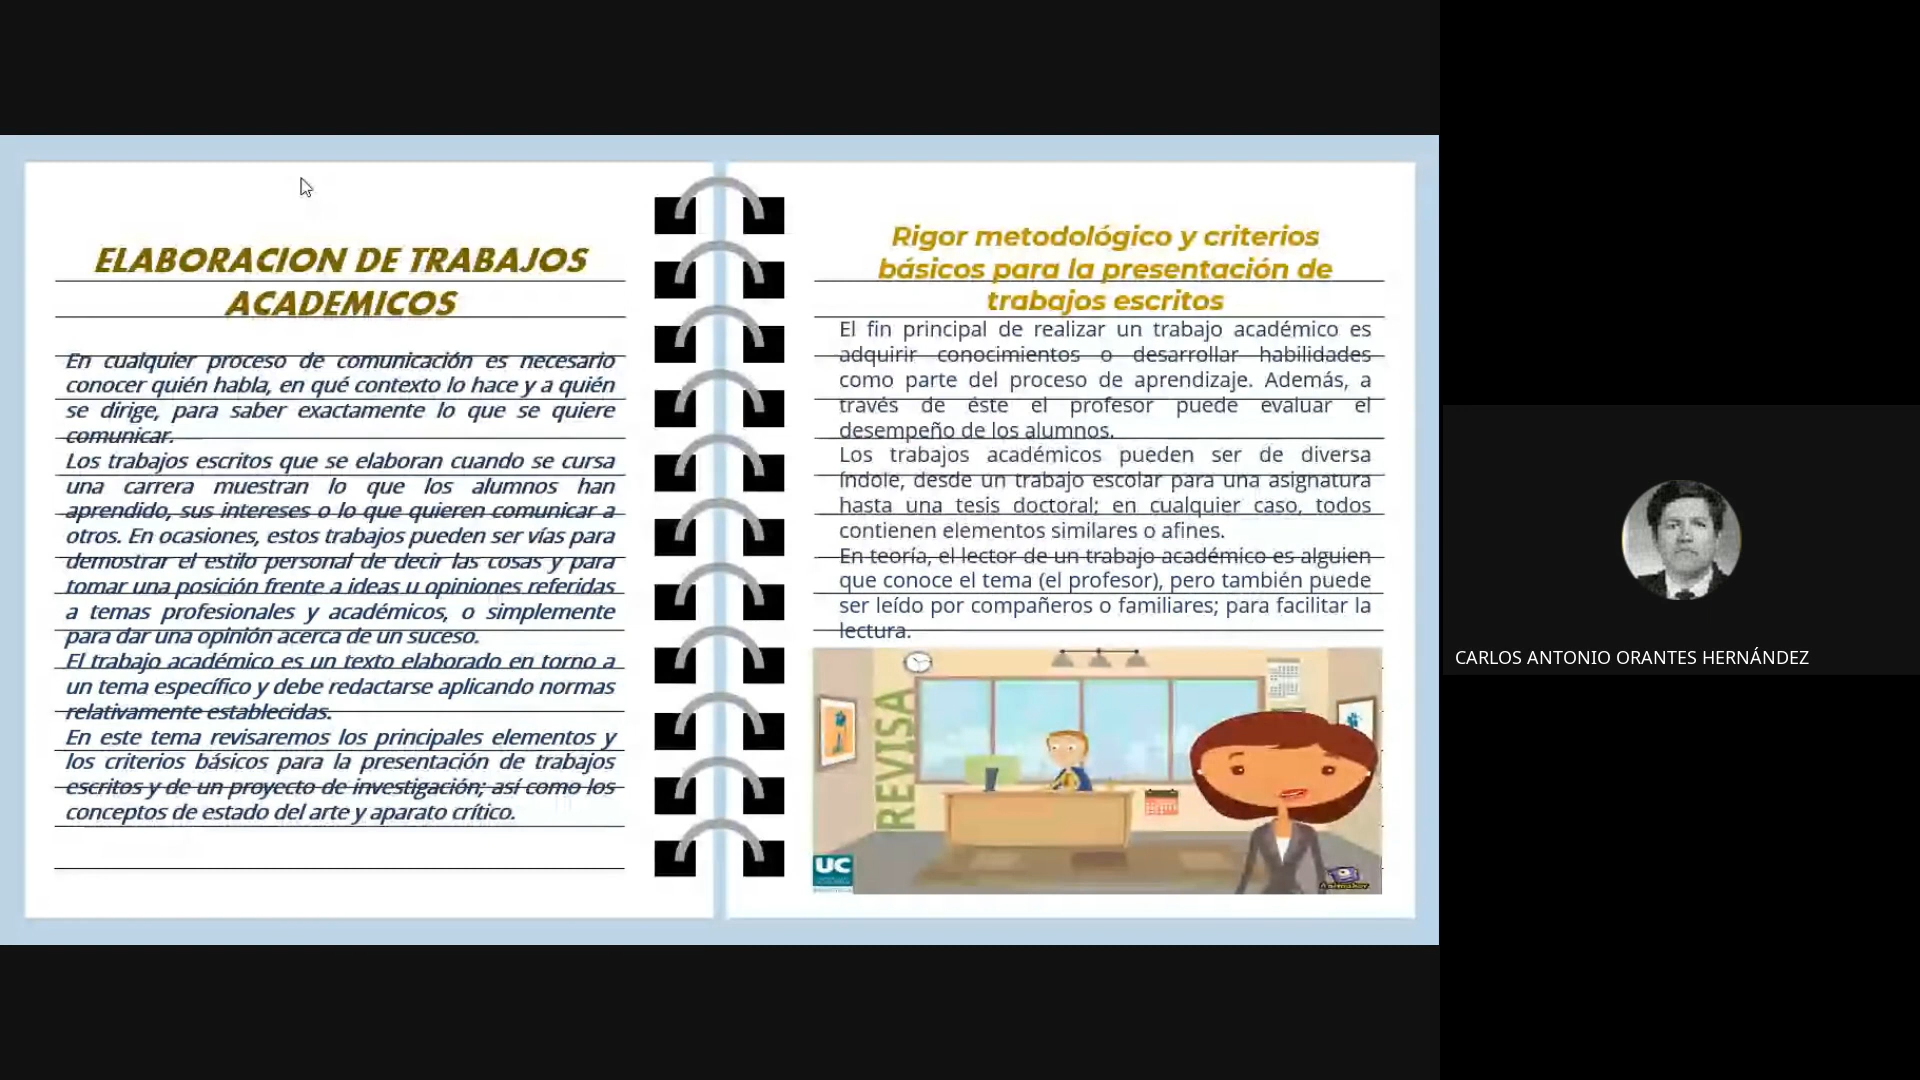 ELABORACION DE TRABAJOS
ACADEMICOS
En cualquier proceso de comunicación es necesario
conocer quién habla, en qué contexto lo hace y a quién
se dirige, para saber exactamente lo que se quiere
comunicar.
Los trabajos escritos que se elaboran cuando se cursa
una carrera muestran lo que los alumnos han
aprendido, sus intereses o lo que quieren comunicar a
otros. En ocasiones, estos trabajos pueden ser vías para
demostrar el estilo personal de decir las cosas y para
tomar una posición frente a ideas u opiniones referidas
a temas profesionales y académicos, o simplemente
para dar una opinión acerca de un suceso.
El trabajo académico es un texto elaborado en torno a
un tema específico y debe redactarse aplicando normas
relativamente establecidas.
En este tema revisaremos los principales elementos y
los criterios básicos para la presentación de trabajos
escritos y de un proyecto de investigación; así como los
conceptos de estado del arte y aparato crítico.
Rigor metodológico y criterios
básicos para la presentación de
trabajos escritos
El fin principal de realizar un trabajo académico es
adquirir conocimientos o desarrollar habilidades
como parte del proceso de aprendizaje. Además, a
través de éste el profesor puede evaluar el
desempeño de los alumnos.
Los trabajos académicos pueden ser de diversa
índole, desde un trabajo escolar para una asignatura
hasta una tesis doctoral; en cualquier caso, todos
contienen elementos similares o afines.
En teoría, el lector de un trabajo académico es alguien
que conoce el tema (el profesor), pero también puede
ser leído por compañeros o familiares; para facilitar la
lectura.
REVISA
UC
Animaker
CARLOS ANTONIO ORANTES HERNÁNDEZ